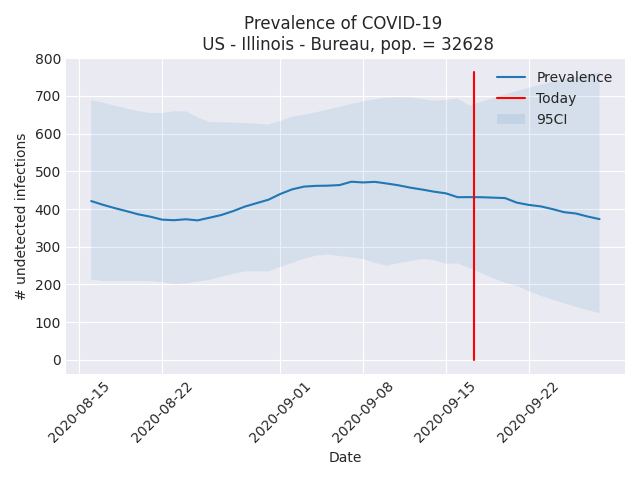 Prevalence of COVID-19
US - Illinois - Bureau, pop. = 32628
800
700
600
500
400
300
200
100
0
# undetected infections
Prevalence
Today
95CI
2020-08-15
2020-08-22
2020-09-01
2020-09-08
2020-09-15
2020-09-22
Date